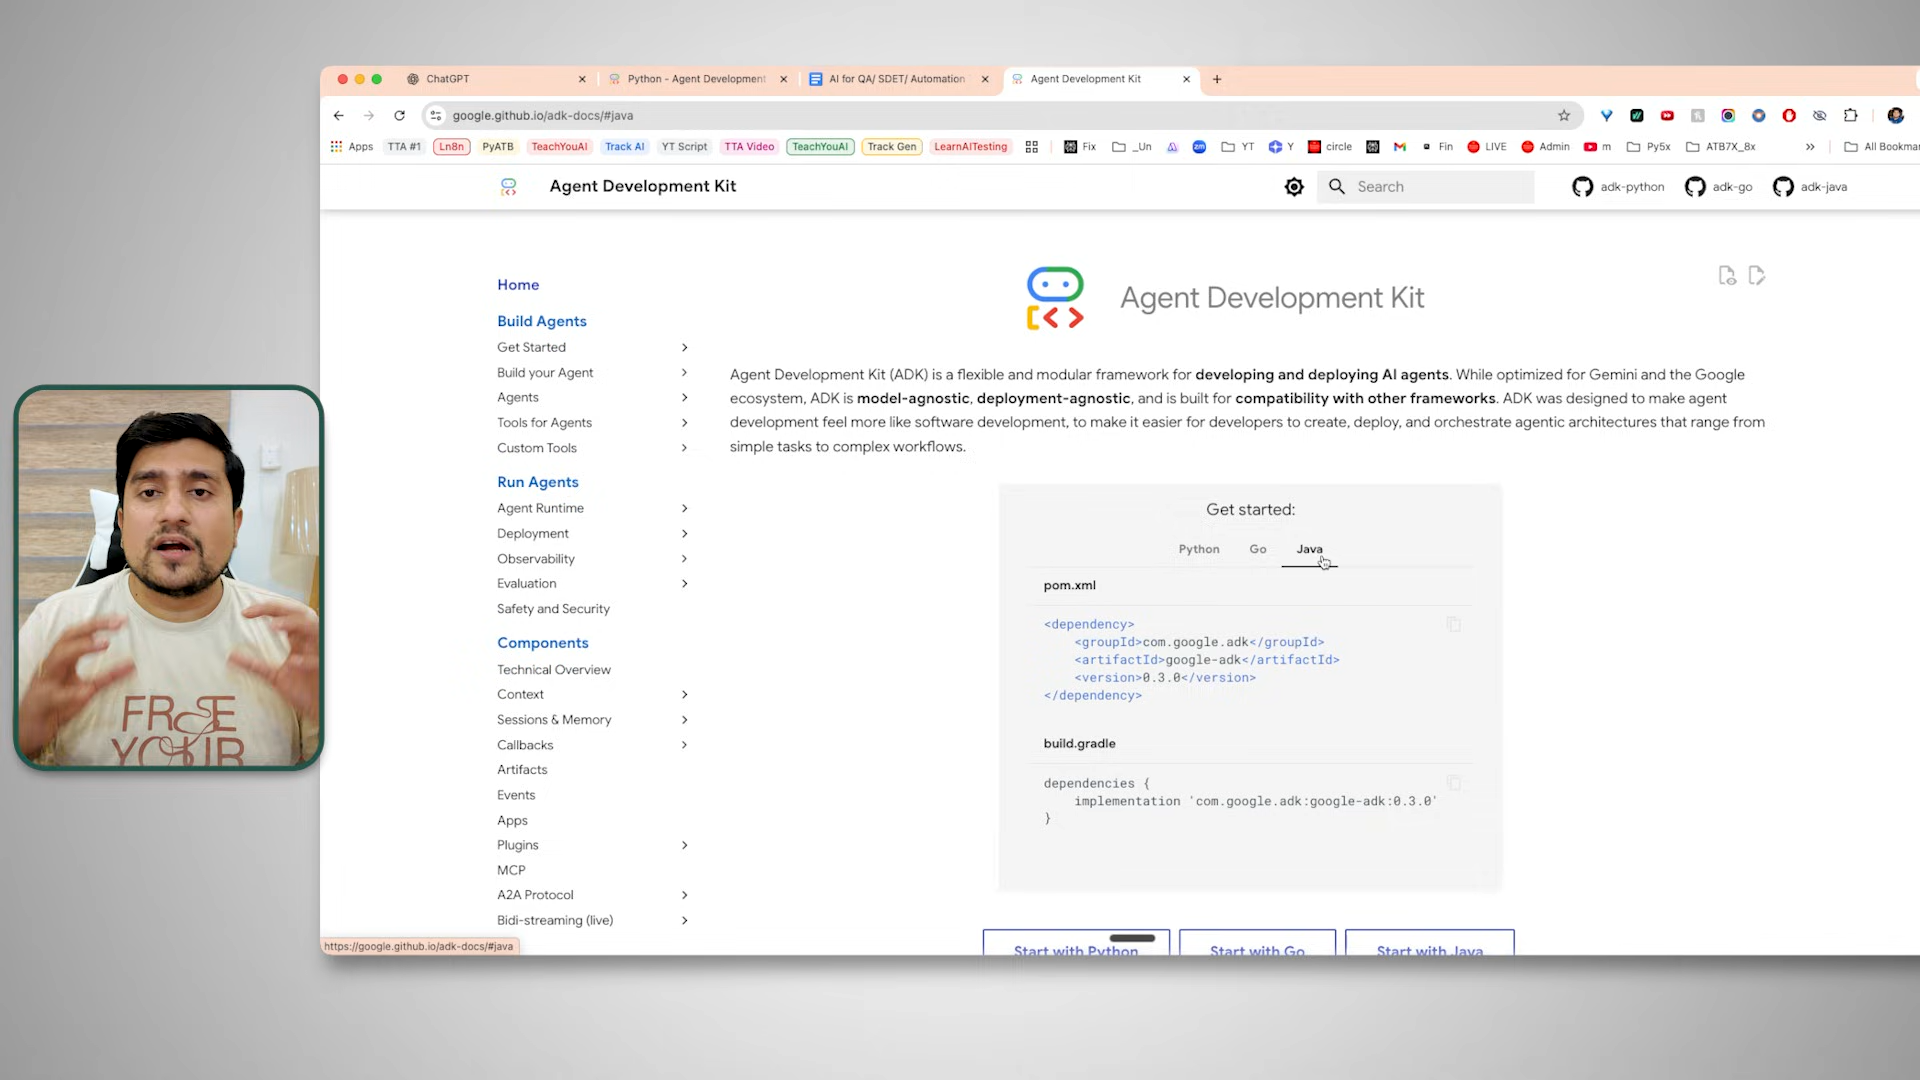 ChatGPT
Python - Agent Development
AI for QA/ SDET/ Automation
Agent Development Kit
google.github.io/adk-docs/#java
Apps
TTA #1
Ln8n
PyATB
TeachYouAI
Track AI
YT Script
TTA Video
TeachYouAI
Track Gen
LearnAITesting
Fix
_Un
YT
Y
circle
Fin
LIVE
Admin
m
Py5x
ATB7X_8x
All Bookmar
Agent Development Kit
Search
adk-python
adk-go
adk-java
Home
Build Agents
Get Started
Build your Agent
Agents
Tools for Agents
Custom Tools
Run Agents
Agent Runtime
Deployment
Observability
Evaluation
Safety and Security
Components
Technical Overview
Context
Sessions & Memory
Callbacks
Artifacts
Events
Apps
Plugins
MCP
A2A Protocol
Bidi-streaming (live)
https://google.github.io/adk-docs/#java
Agent Development Kit
Agent Development Kit (ADK) is a flexible and modular framework for developing and deploying AI agents. While optimized for Gemini and the Google
ecosystem, ADK is model-agnostic, deployment-agnostic, and is built for compatibility with other frameworks. ADK was designed to make agent
development feel more like software development, to make it easier for developers to create, deploy, and orchestrate agentic architectures that range from
simple tasks to complex workflows.
Get started:
Python
Go
Java
pom.xml
<dependency>
<groupId>com.google.adk</groupId>
<artifactId>google-adk</artifactId>
<version>0.3.0</version>
</dependency>
build.gradle
dependencies {
implementation 'com.google.adk:google-adk:0.3.0'
}
Start with Python
Start with Go
Start with Java
FREE
YOUR